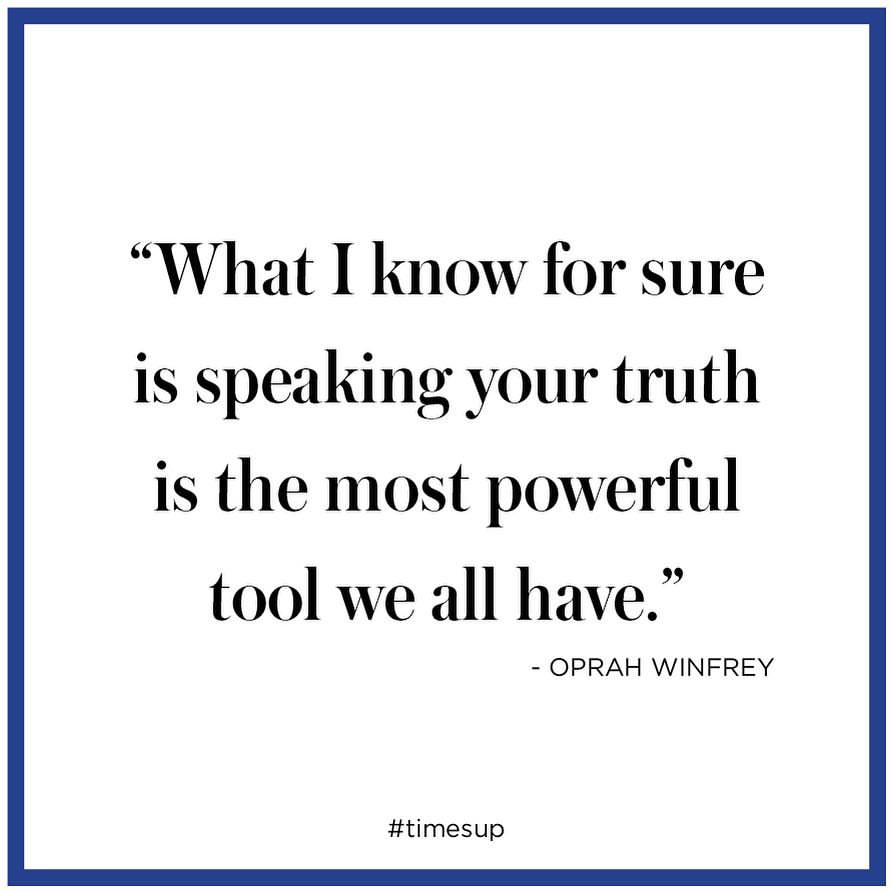 “What I know for sure
is speaking your truth
is the most powerful
tool we all have.”
- OPRAH WINFREY
#timesup